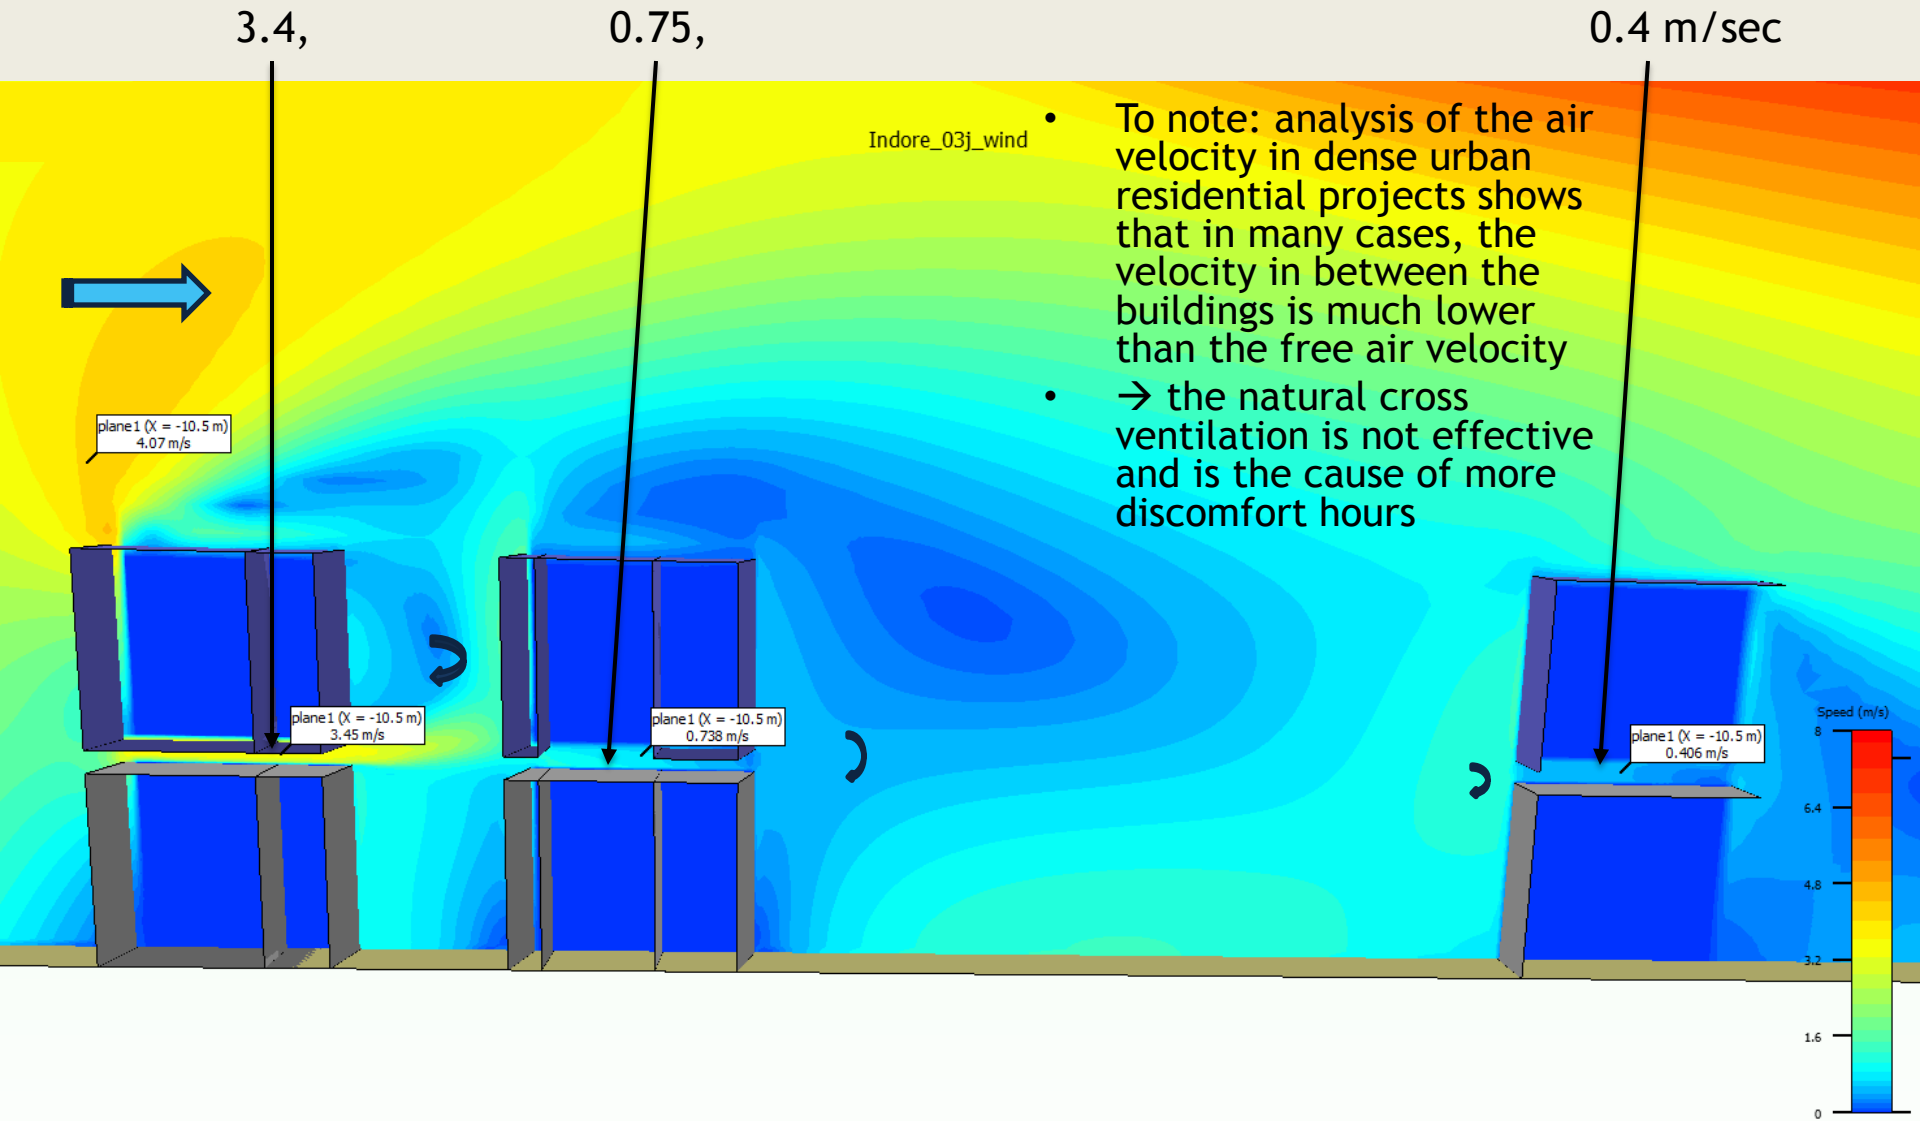 3.4,
0.75,
0.4 m/sec
Indore_03j_wind
• To note: analysis of the air
velocity in dense urban
residential projects shows
that in many cases, the
velocity in between the
buildings is much lower
than the free air velocity
• → the natural cross
ventilation is not effective
and is the cause of more
discomfort hours
plane1 (X = -10.5 m)
4.07 m/s
plane1 (X = -10.5 m)
3.45 m/s
plane1 (X = -10.5 m)
0.738 m/s
plane1 (X = -10.5 m)
0.406 m/s
Speed (m/s)
8
6.4
4.8
3.2
1.6
0